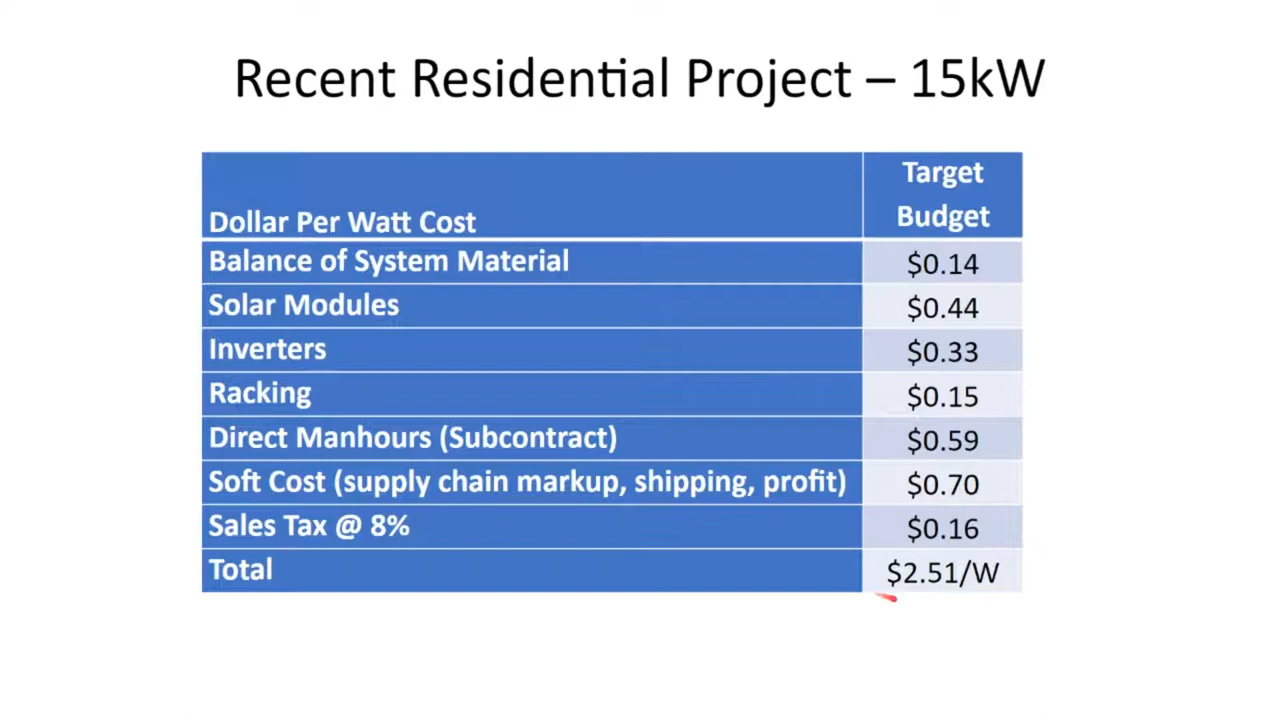 Recent Residential Project – 15kW
Target
Budget
Dollar Per Watt Cost
Balance of System Material $0.14
Solar Modules $0.44
Inverters $0.33
Racking $0.15
Direct Manhours (Subcontract) $0.59
Soft Cost (supply chain markup, shipping, profit) $0.70
Sales Tax @ 8% $0.16
Total $2.51/W